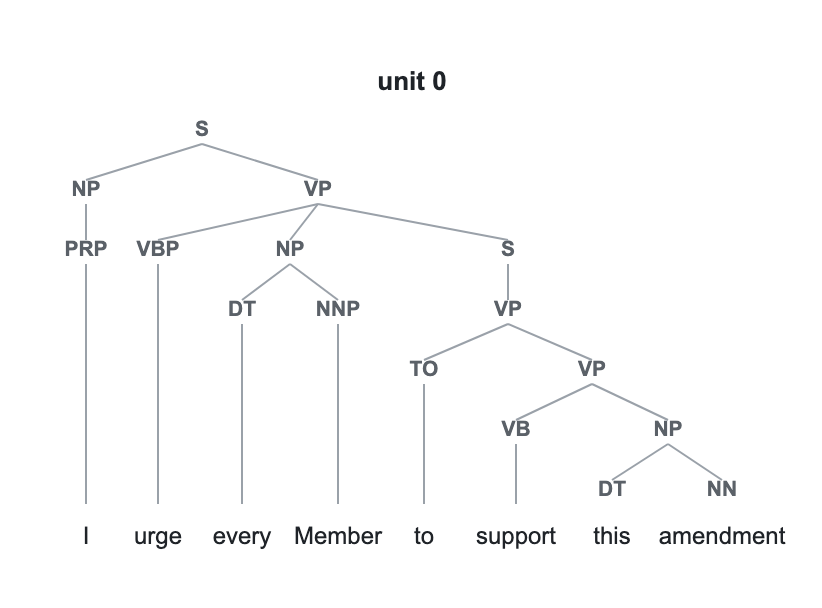 unit 0
S
NP VP
PRP VBP NP S
DT NNP VP
TO VP
VB NP
DT NN
I urge every Member to support this amendment